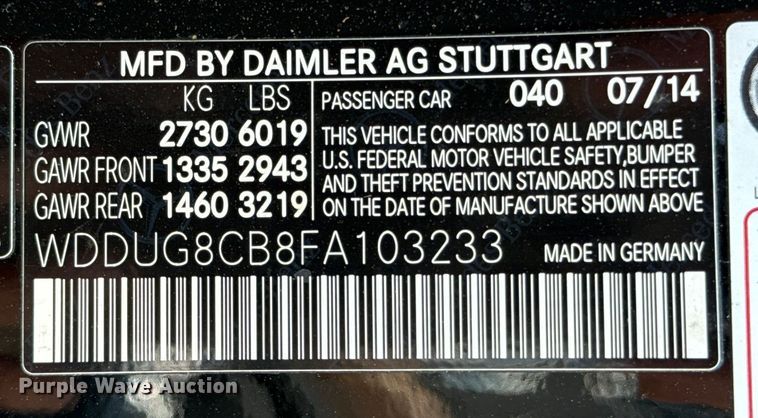 MFD BY DAIMLER AG STUTTGART
KG LBS
GVWR 2730 6019
GAWR FRONT 1335 2943
GAWR REAR 1460 3219
PASSENGER CAR 040 07/14
THIS VEHICLE CONFORMS TO ALL APPLICABLE
U.S. FEDERAL MOTOR VEHICLE SAFETY,BUMPER
AND THEFT PREVENTION STANDARDS IN EFFECT
ON THE DATE OF MANUFACTURE SHOWN ABOVE
WDDUG8CB8FA103233 MADE IN GERMANY
Purple Wave Auction